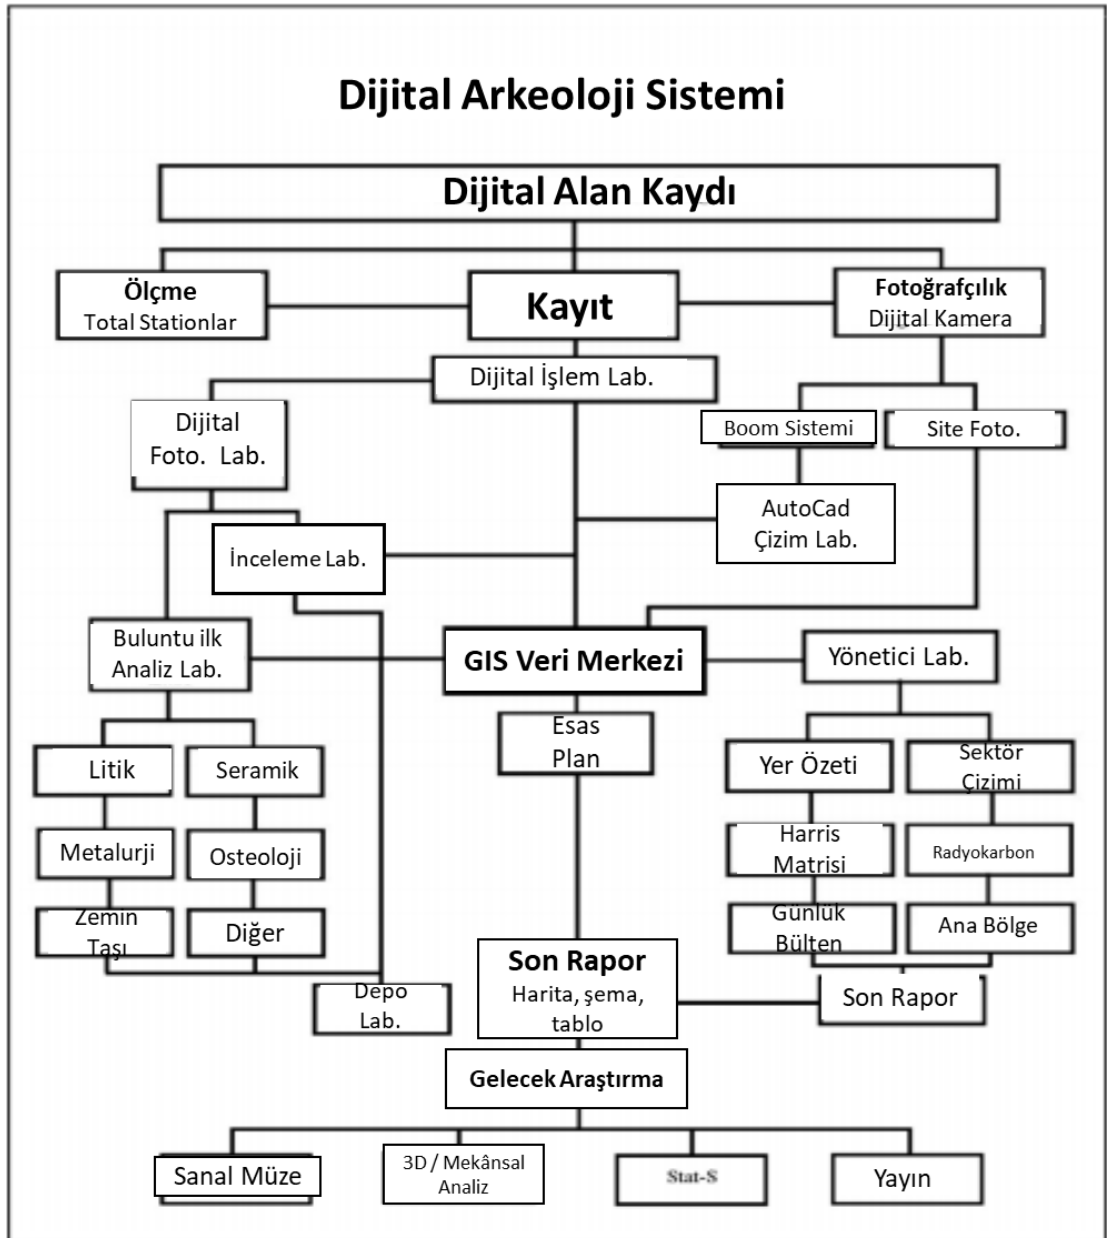 Dijital Arkeoloji Sistemi
Dijital Alan Kaydı
Ölçme
Total Stationlar
Kayıt
Fotoğrafçılık
Dijital Kamera
Dijital İşlem Lab.
Dijital
Foto. Lab.
Boom Sistemi
Site Foto.
AutoCad
Çizim Lab.
İnceleme Lab.
Buluntu ilk
Analiz Lab.
GIS Veri Merkezi
Yönetici Lab.
Esas
Plan
Litik
Seramik
Yer Özeti
Sektör
Çizimi
Metalurji
Osteoloji
Harris
Matrisi
Radyokarbon
Zemin
Taşı
Diğer
Günlük
Bülten
Ana Bölge
Son Rapor
Harita, şema,
tablo
Depo
Lab.
Son Rapor
Gelecek Araştırma
Sanal Müze
3D / Mekânsal
Analiz
Stat-S
Yayın